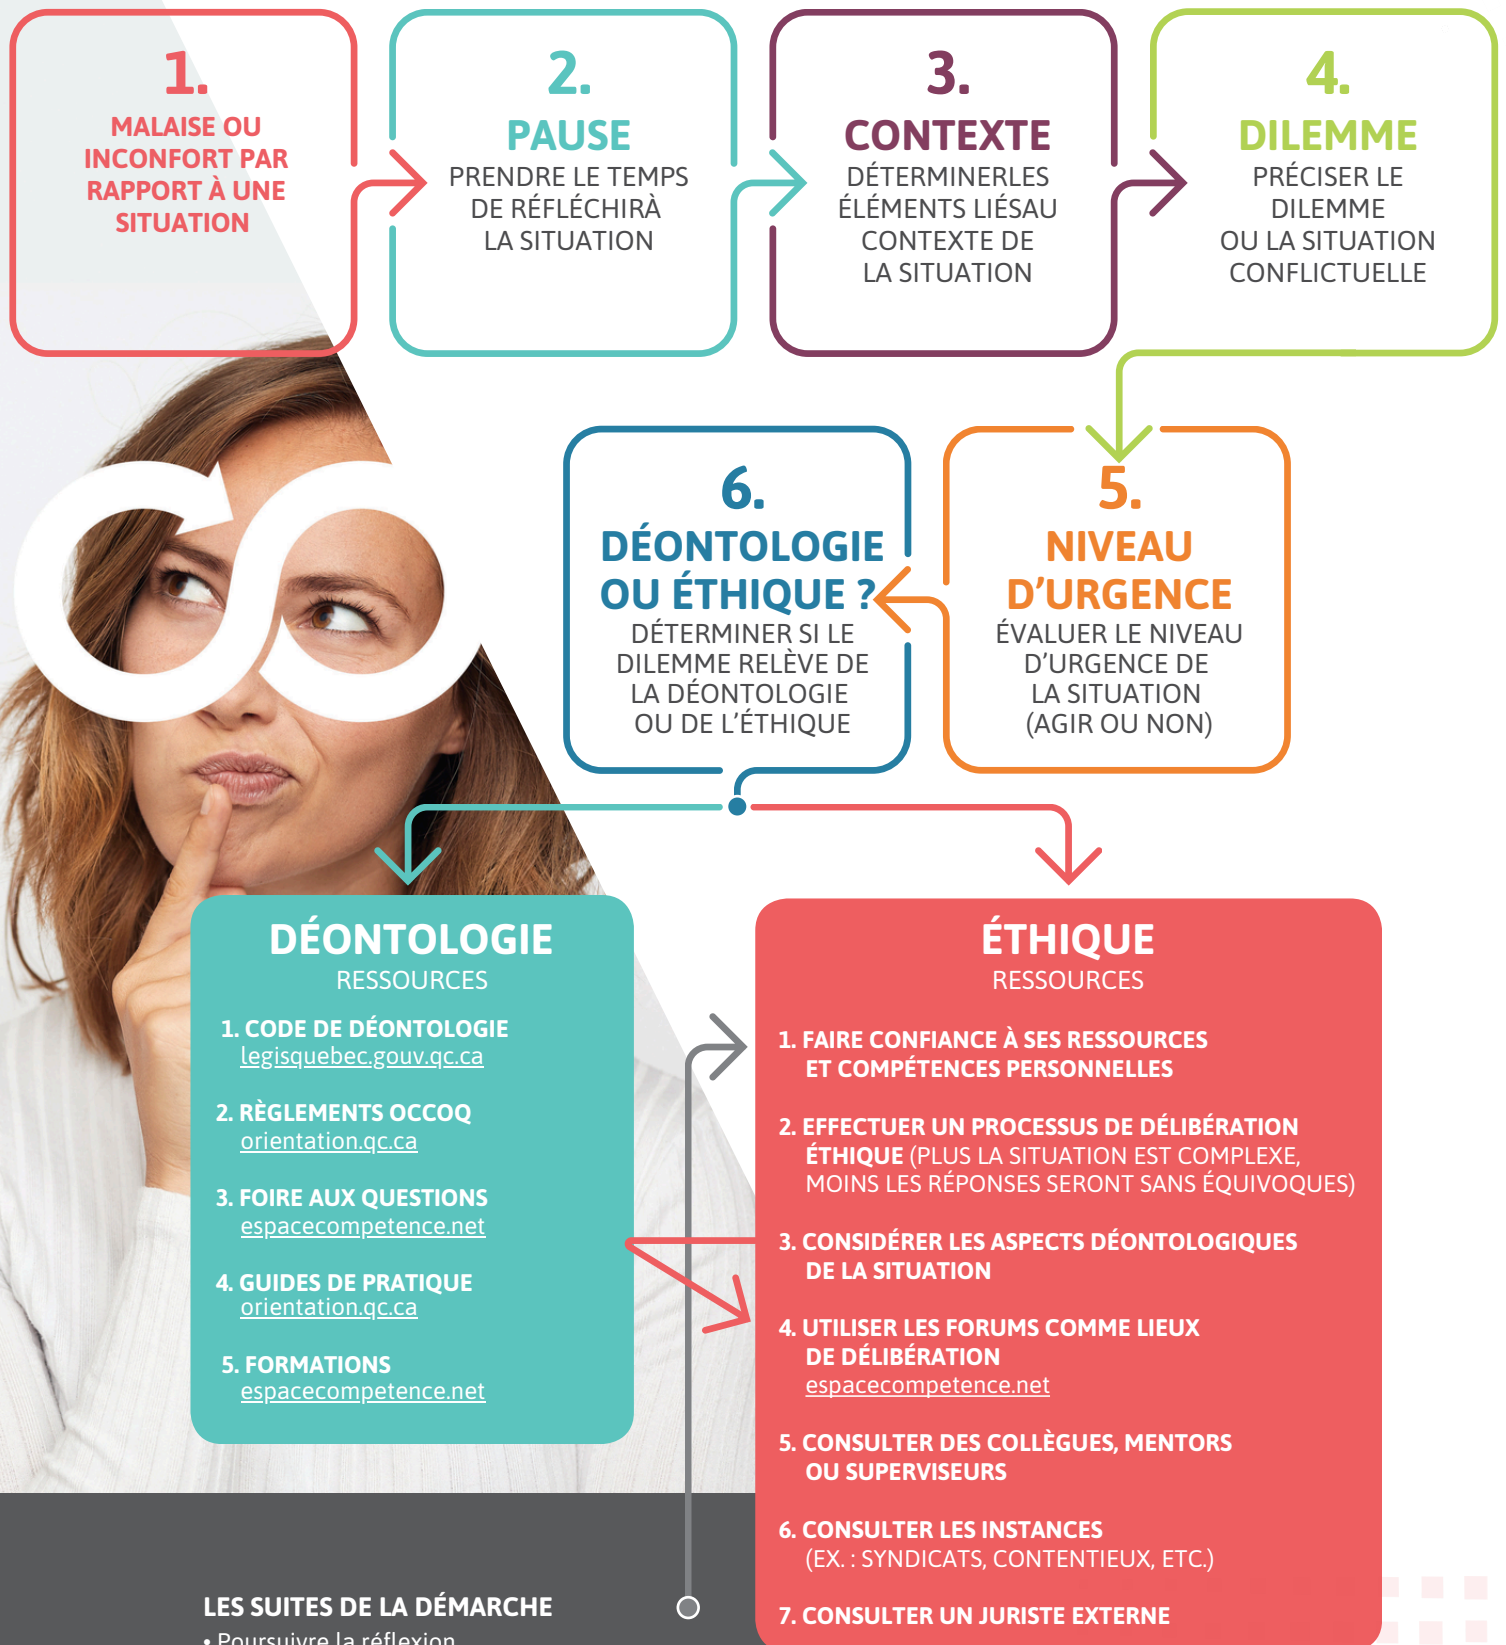 1.
MALAISE OU
INCONFORT PAR
RAPPORT À UNE
SITUATION
2.
PAUSE
PRENDRE LE TEMPS
DE RÉFLÉCHIRÀ
LA SITUATION
3.
CONTEXTE
DÉTERMINERLES
ÉLÉMENTS LIÉSAU
CONTEXTE DE
LA SITUATION
4.
DILEMME
PRÉCISER LE
DILEMME
OU LA SITUATION
CONFLICTUELLE
5.
NIVEAU
D'URGENCE
ÉVALUER LE NIVEAU
D'URGENCE DE
LA SITUATION
(AGIR OU NON)
6.
DÉONTOLOGIE
OU ÉTHIQUE ?
DÉTERMINER SI LE
DILEMME RELÈVE DE
LA DÉONTOLOGIE
OU DE L'ÉTHIQUE
DÉONTOLOGIE
RESSOURCES
1. CODE DE DÉONTOLOGIE
legisquebec.gouv.qc.ca
2. RÈGLEMENTS OCCOQ
orientation.qc.ca
3. FOIRE AUX QUESTIONS
espacecompetence.net
4. GUIDES DE PRATIQUE
orientation.qc.ca
5. FORMATIONS
espacecompetence.net
ÉTHIQUE
RESSOURCES
1. FAIRE CONFIANCE À SES RESSOURCES
ET COMPÉTENCES PERSONNELLES
2. EFFECTUER UN PROCESSUS DE DÉLIBÉRATION
ÉTHIQUE (PLUS LA SITUATION EST COMPLEXE,
MOINS LES RÉPONSES SERONT SANS ÉQUIVOQUES)
3. CONSIDÉRER LES ASPECTS DÉONTOLOGIQUES
DE LA SITUATION
4. UTILISER LES FORUMS COMME LIEUX
DE DÉLIBÉRATION
espacecompetence.net
5. CONSULTER DES COLLÈGUES, MENTORS
OU SUPERVISEURS
6. CONSULTER LES INSTANCES
(EX. : SYNDICATS, CONTENTIEUX, ETC.)
7. CONSULTER UN JURISTE EXTERNE
LES SUITES DE LA DÉMARCHE
• Poursuivre la réflexion